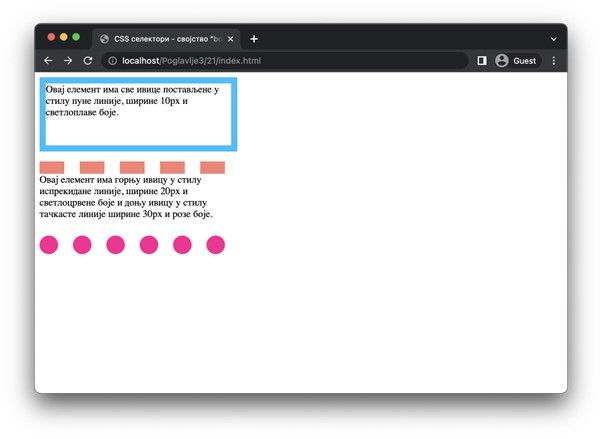 CSS селектори - својство "bo
localhost/Poglavlje3/21/index.html
Guest
Овај елемент има све ивице постављене у
стилу пуне линије, ширине 10px и
светлоплаве боје.
Овај елемент има горњу ивицу у стилу
испрекидане линије, ширине 20px и
светлоцрвене боје и доњу ивицу у стилу
тачкасте линије ширине 30px и розе боје.